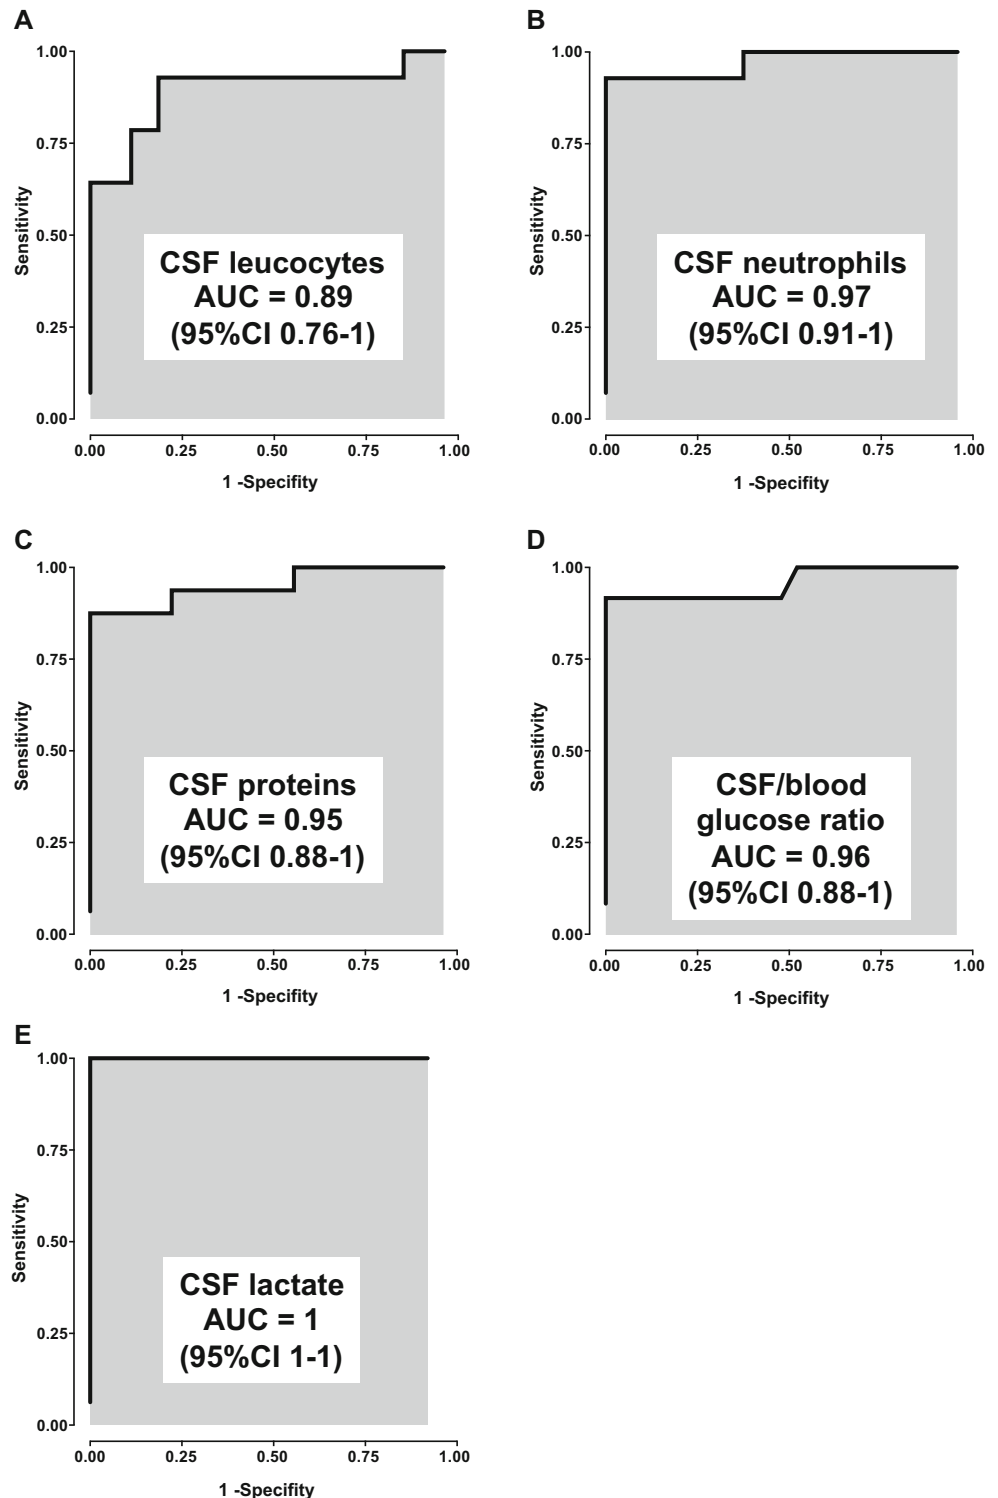 A
1.00
0.75
0.50
0.25
0.00
Sensitivity
CSF leucocytes
AUC = 0.89
(95%CI 0.76-1)
0.00 0.25 0.50 0.75 1.00
1 -Specifity
B
1.00
0.75
0.50
0.25
0.00
Sensitivity
CSF neutrophils
AUC = 0.97
(95%CI 0.91-1)
0.00 0.25 0.50 0.75 1.00
1 -Specifity
C
1.00
0.75
0.50
0.25
0.00
Sensitivity
CSF proteins
AUC = 0.95
(95%CI 0.88-1)
0.00 0.25 0.50 0.75 1.00
1 -Specifity
D
1.00
0.75
0.50
0.25
0.00
Sensitivity
CSF/blood
glucose ratio
AUC = 0.96
(95%CI 0.88-1)
0.00 0.25 0.50 0.75 1.00
1 -Specifity
E
1.00
0.75
0.50
0.25
0.00
Sensitivity
CSF lactate
AUC = 1
(95%CI 1-1)
0.00 0.25 0.50 0.75 1.00
1 -Specifity